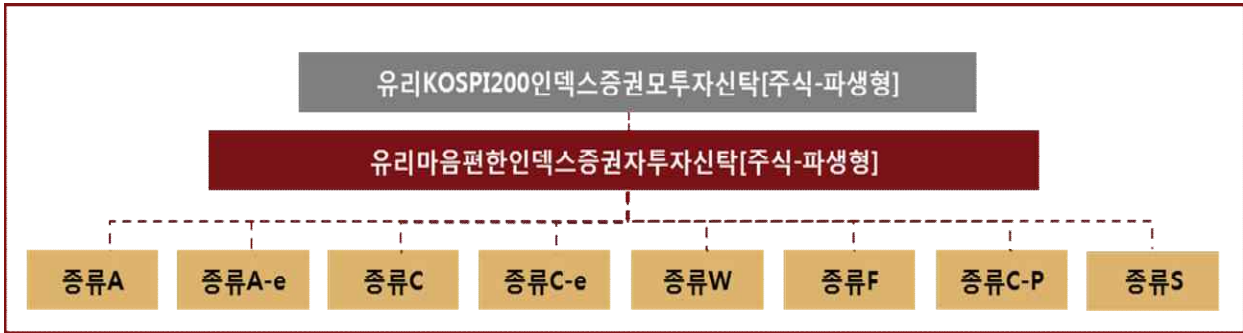 유리KOSPI200인덱스증권모투자신탁[주식-파생형]
유리마음편한인덱스증권자투자신탁[주식-파생형]
종류A 종류A-e 종류C 종류C-e 종류W 종류F 종류C-P 종류S